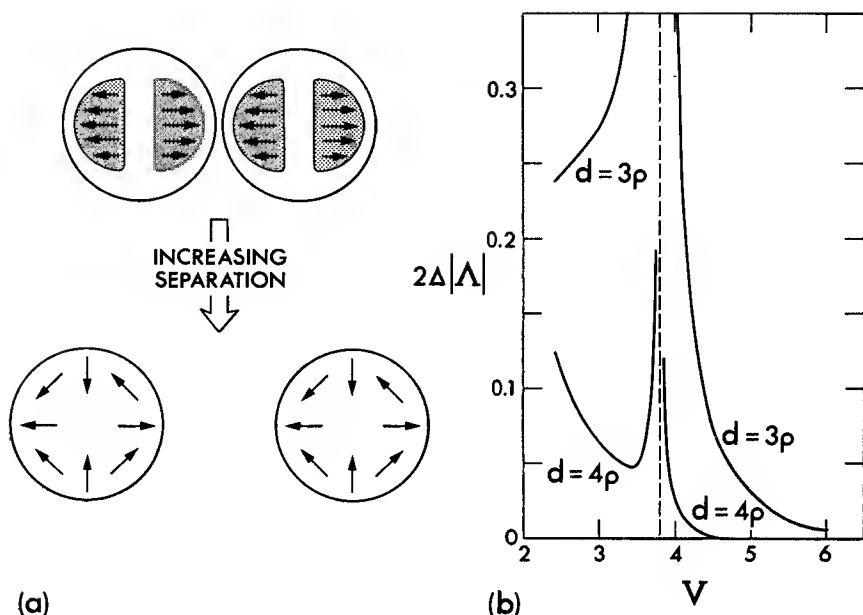 INCREASING
SEPARATION
(a)
0.3
0.2
2Δ|Λ|
0.1
0
d = 3ρ
d = 4ρ
d = 3ρ
d = 4ρ
2 3 4 5 6
V
(b)